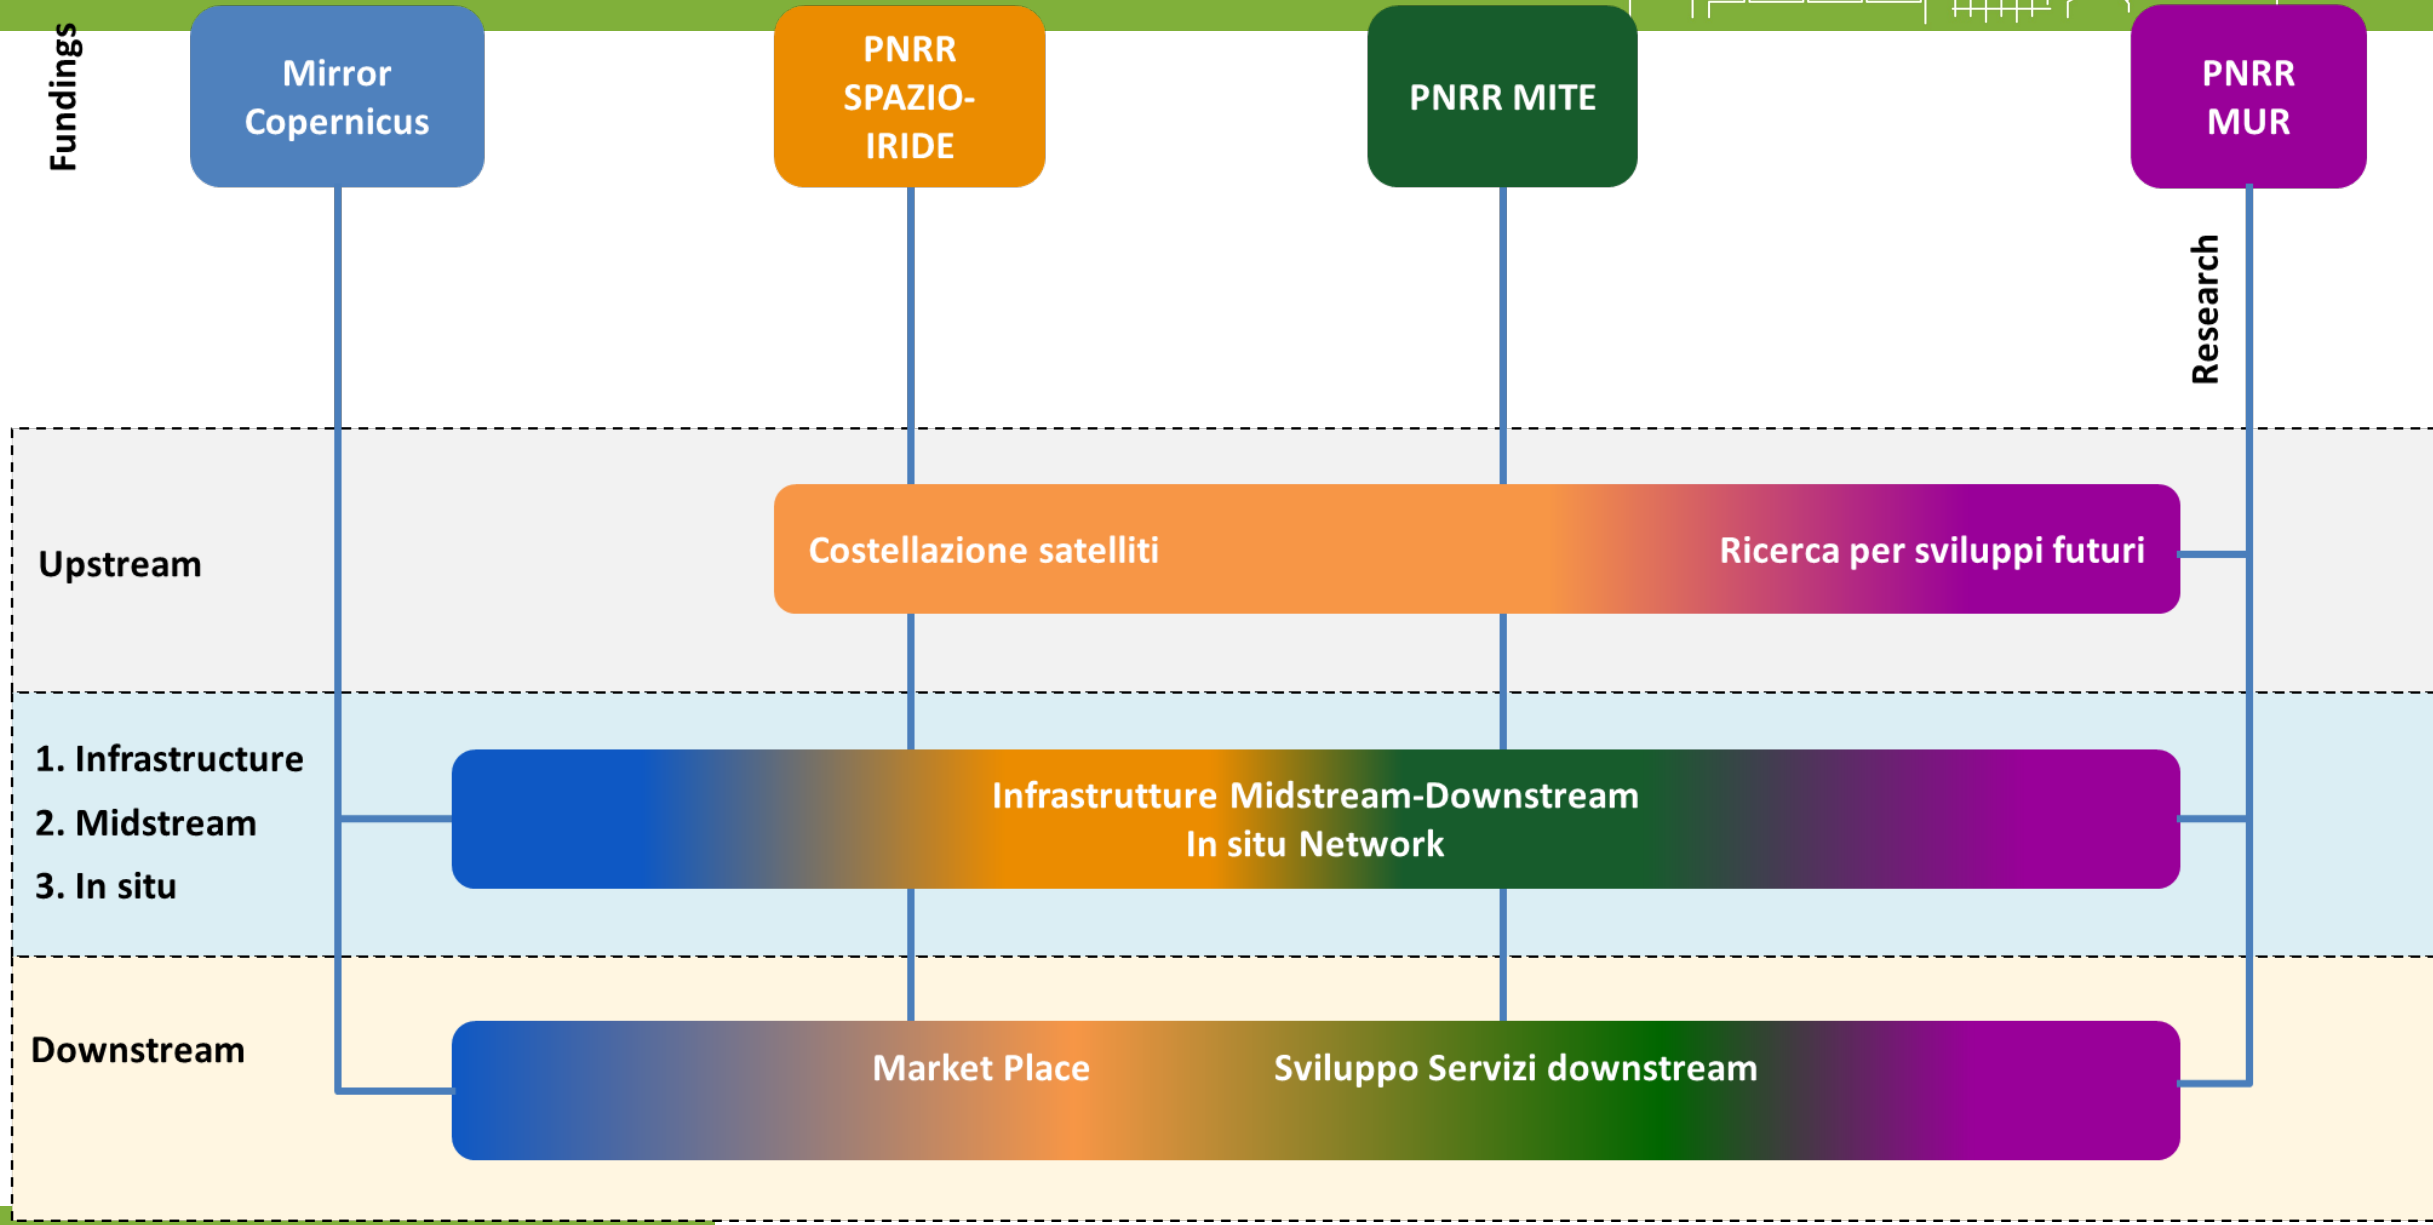 Fundings
Mirror
Copernicus
PNRR
SPAZIO-
IRIDE
PNRR MITE
PNRR
MUR
Research
Upstream
Costellazione satelliti
Ricerca per sviluppi futuri
1. Infrastructure
2. Midstream
3. In situ
Infrastrutture Midstream-Downstream
In situ Network
Downstream
Market Place
Sviluppo Servizi downstream